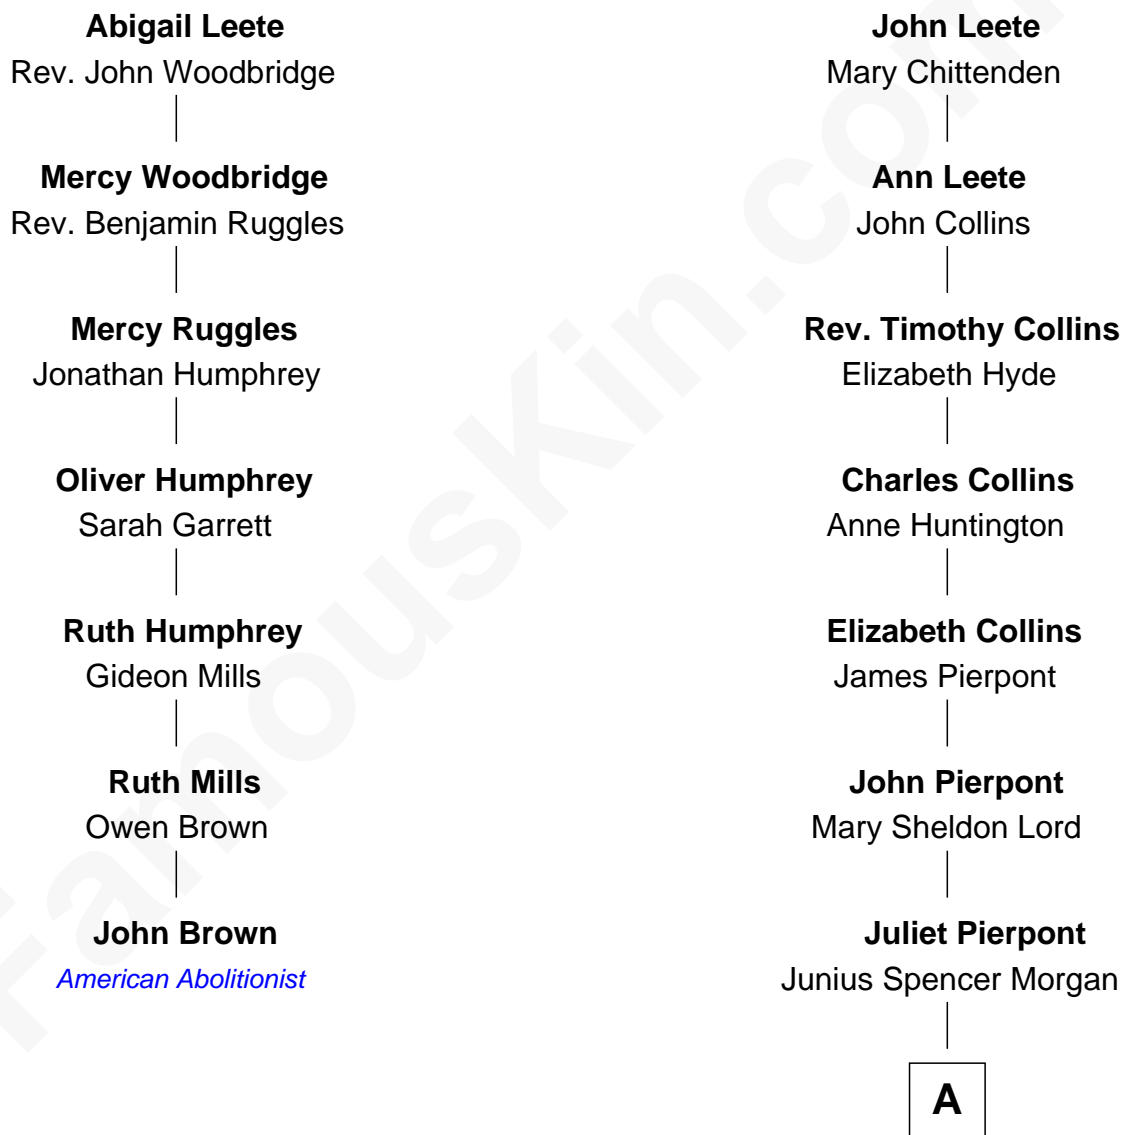 Abigail Leete
Rev. John Woodbridge
Mercy Woodbridge
Rev. Benjamin Ruggles
Mercy Ruggles
Jonathan Humphrey
Oliver Humphrey
Sarah Garrett
Ruth Humphrey
Gideon Mills
Ruth Mills
Owen Brown
John Brown
American Abolitionist
John Leete
Mary Chittenden
Ann Leete
John Collins
Rev. Timothy Collins
Elizabeth Hyde
Charles Collins
Anne Huntington
Elizabeth Collins
James Pierpont
John Pierpont
Mary Sheldon Lord
Juliet Pierpont
Junius Spencer Morgan
A
FamousKin.com